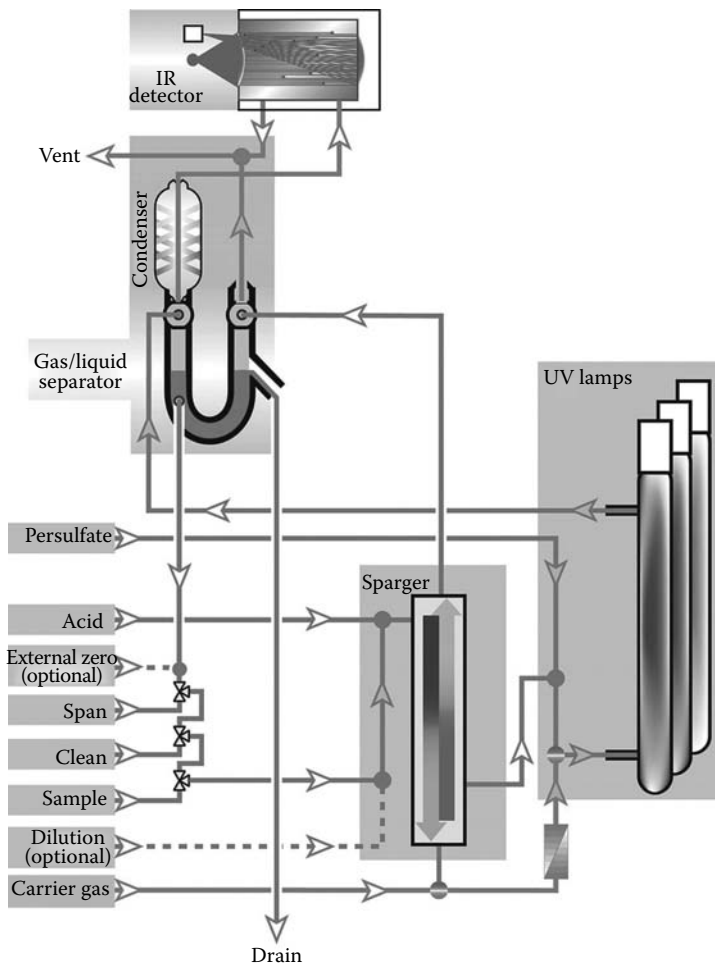 IR
detector
Vent
Condenser
Gas/liquid
separator
UV lamps
Persulfate
Sparger
Acid
External zero
(optional)
Span
Clean
Sample
Dilution
(optional)
Carrier gas
Drain